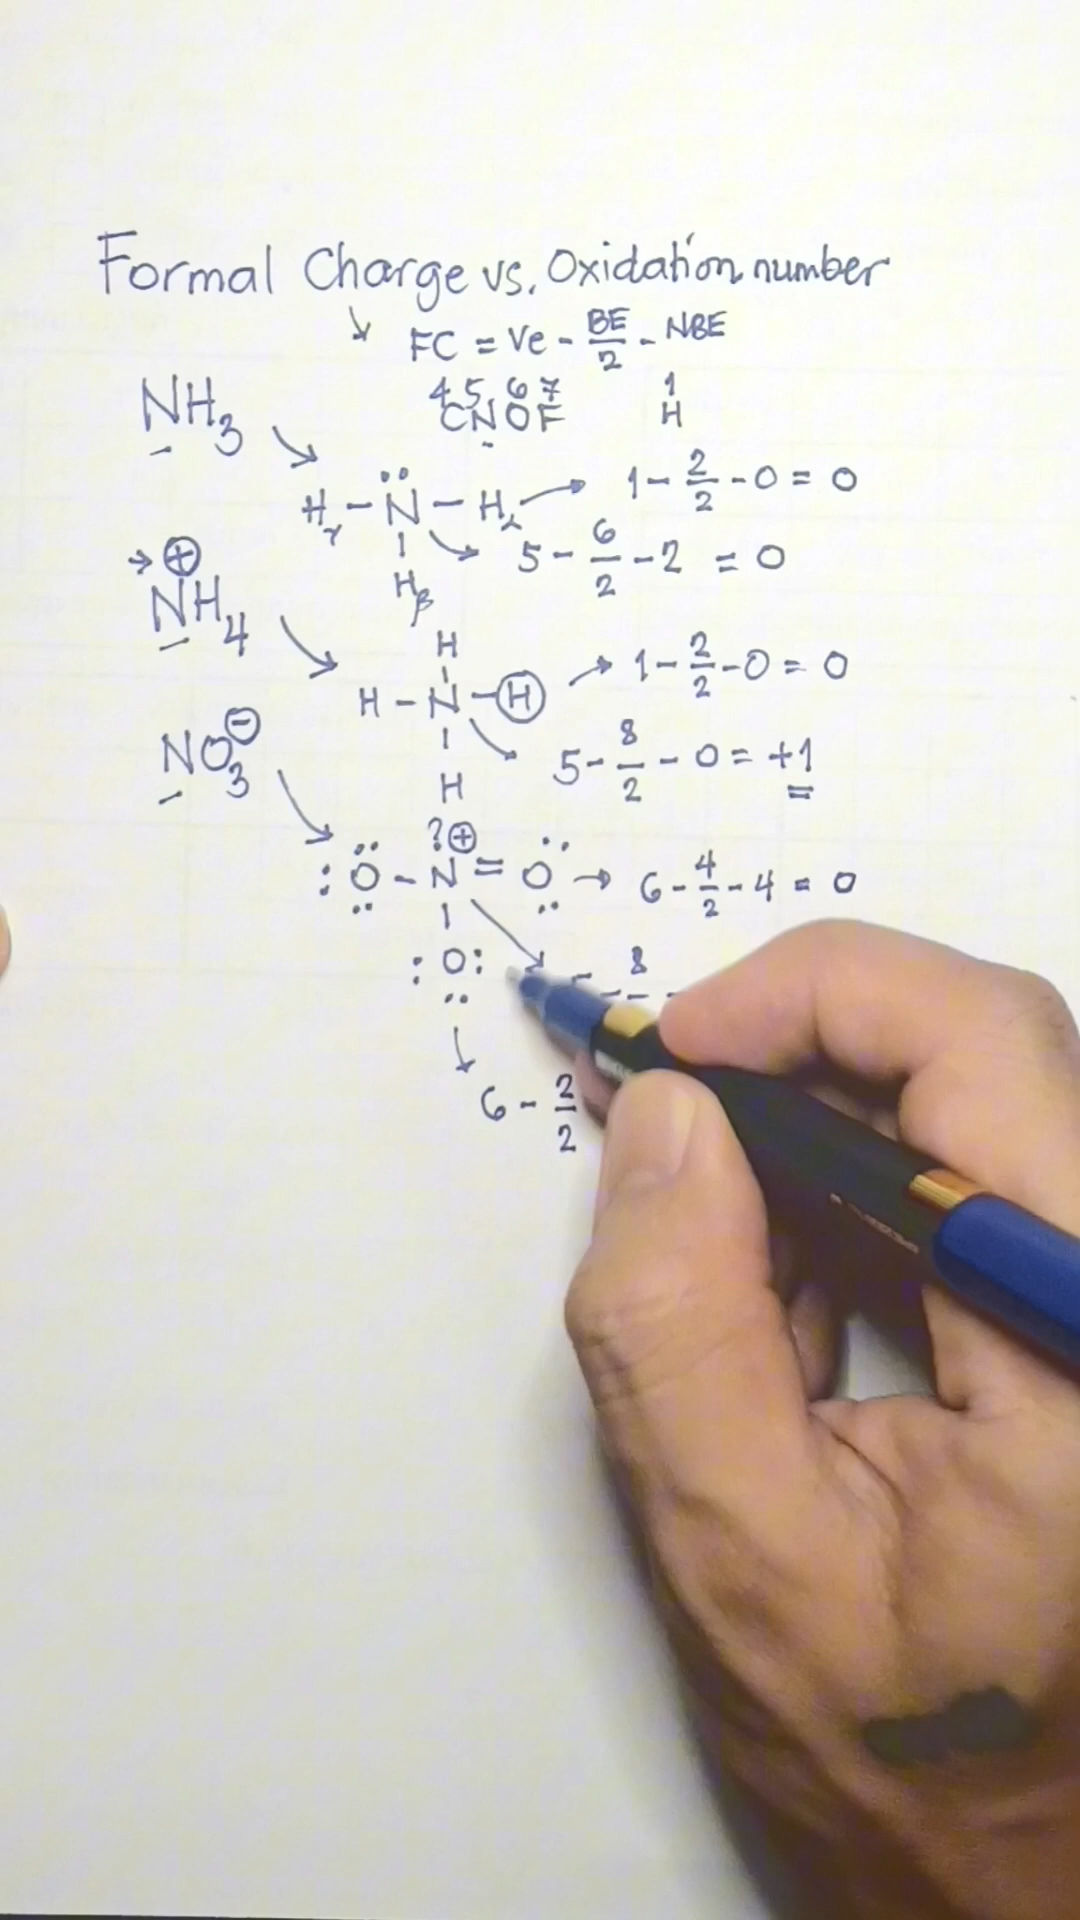 Formal Charge vs. Oxidation number
↓ FC = Ve - BE/2 - NBE
4 5 6 7 1
C N O F H
NH₃
H - N̈ - H → 1 - 2/2 - 0 = 0
5 - 6/2 - 2 = 0
Hβ
→ ⊕
NH₄
H
H - N - H → 1 - 2/2 - 0 = 0
5 - 8/2 - 0 = +1
H
NO₃⊖
? ⊕
:O - N = O → 6 - 4/2 - 4 = 0
:O: 8
6 - 2/2